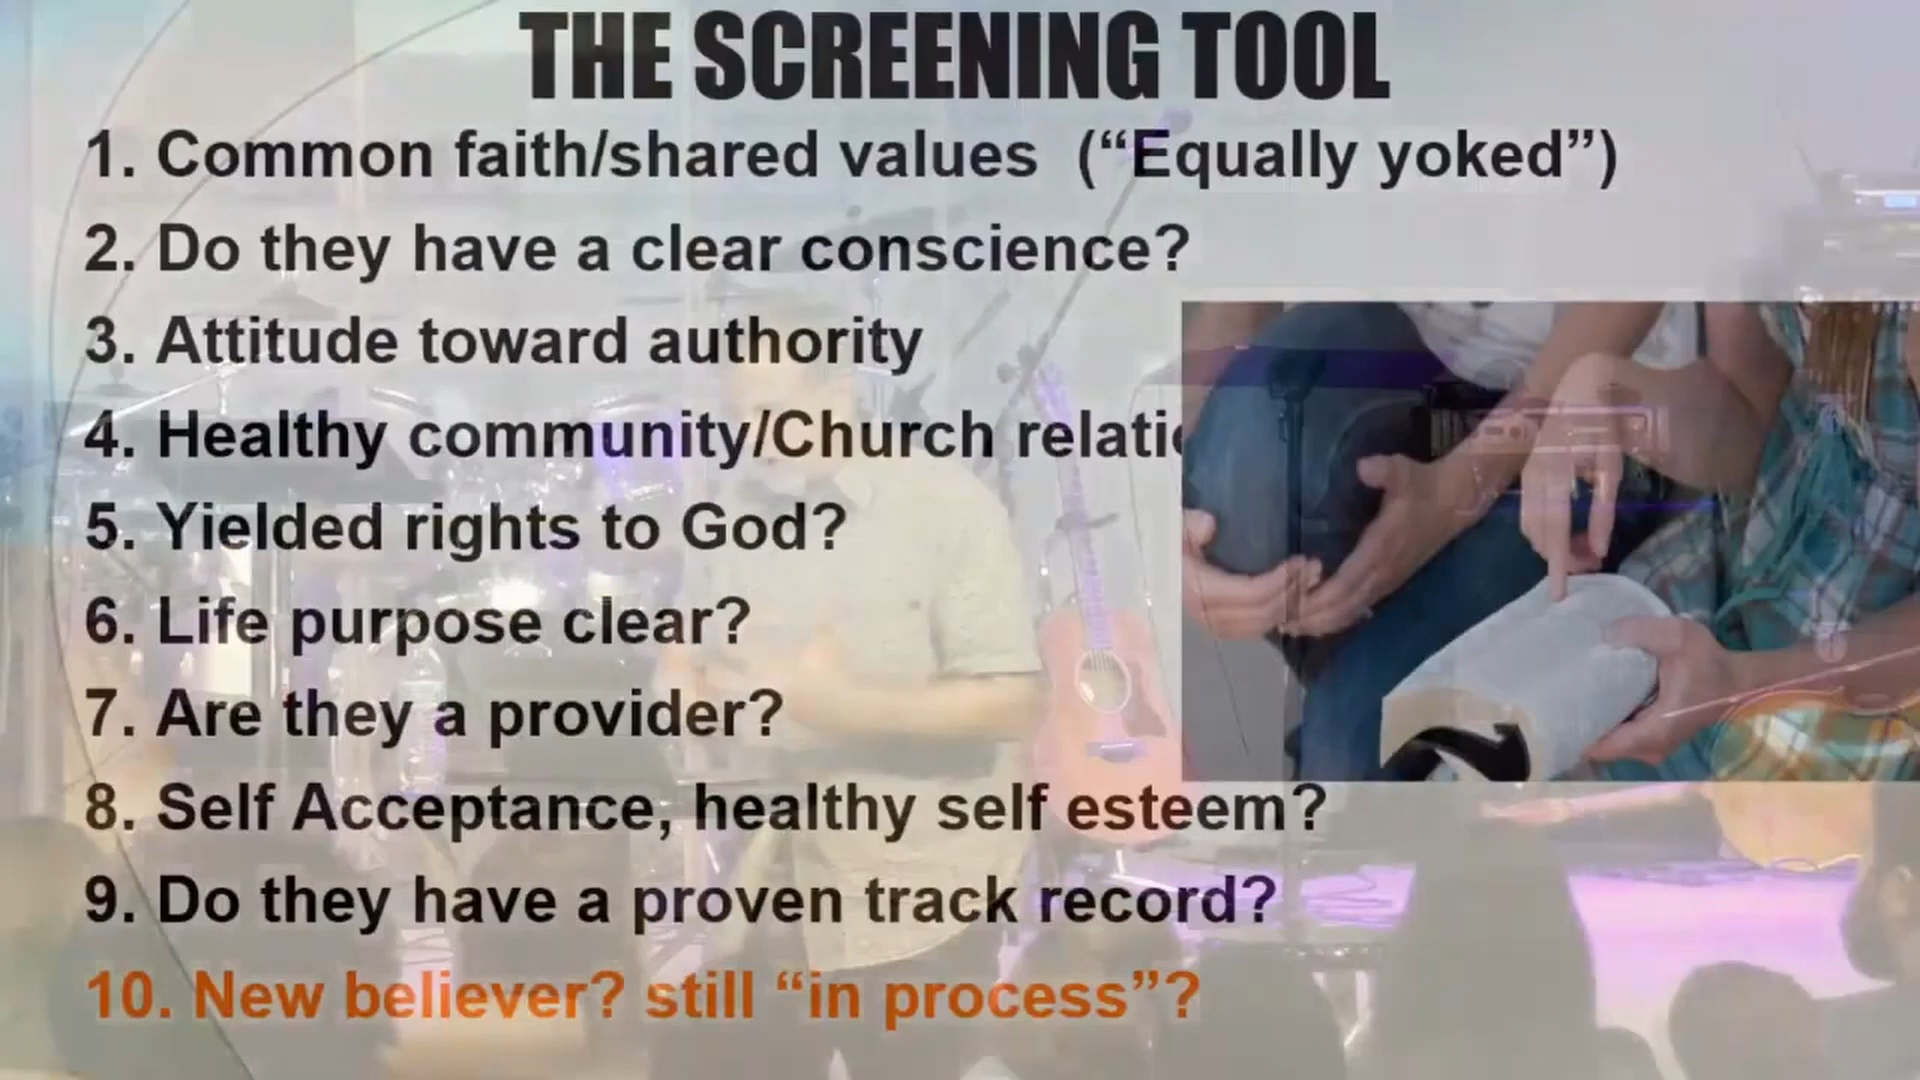 THE SCREENING TOOL
1. Common faith/shared values (“Equally yoked”)
2. Do they have a clear conscience?
3. Attitude toward authority
4. Healthy community/Church
5. Yielded rights to God?
6. Life purpose clear?
7. Are they a provider?
8. Self Acceptance, healthy self esteem?
9. Do they have a proven track record?
10. New believer? still “in process”?